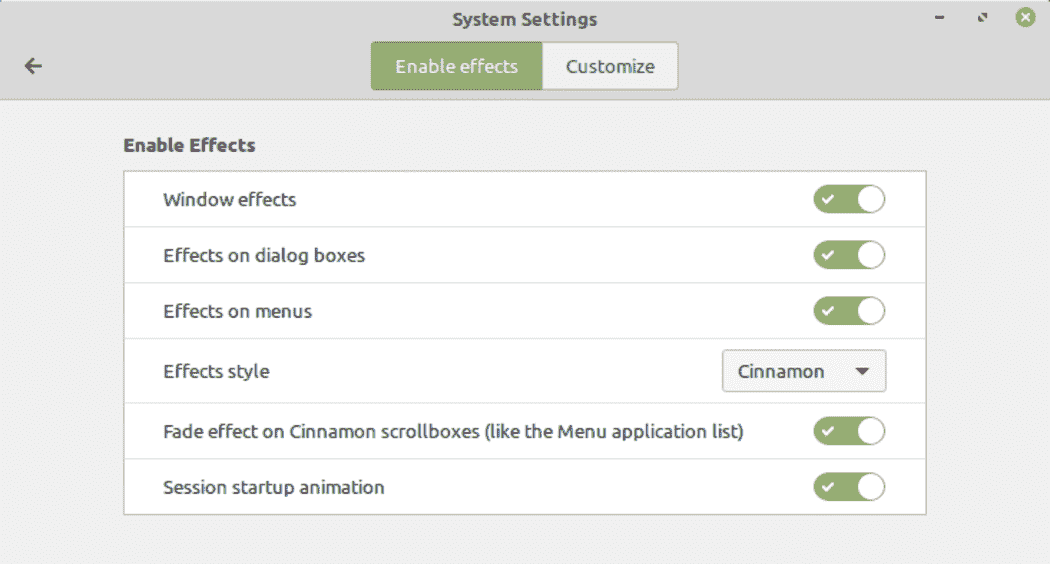 System Settings
Enable effects
Customize
Enable Effects
Window effects
Effects on dialog boxes
Effects on menus
Effects style
Cinnamon
Fade effect on Cinnamon scrollboxes (like the Menu application list)
Session startup animation